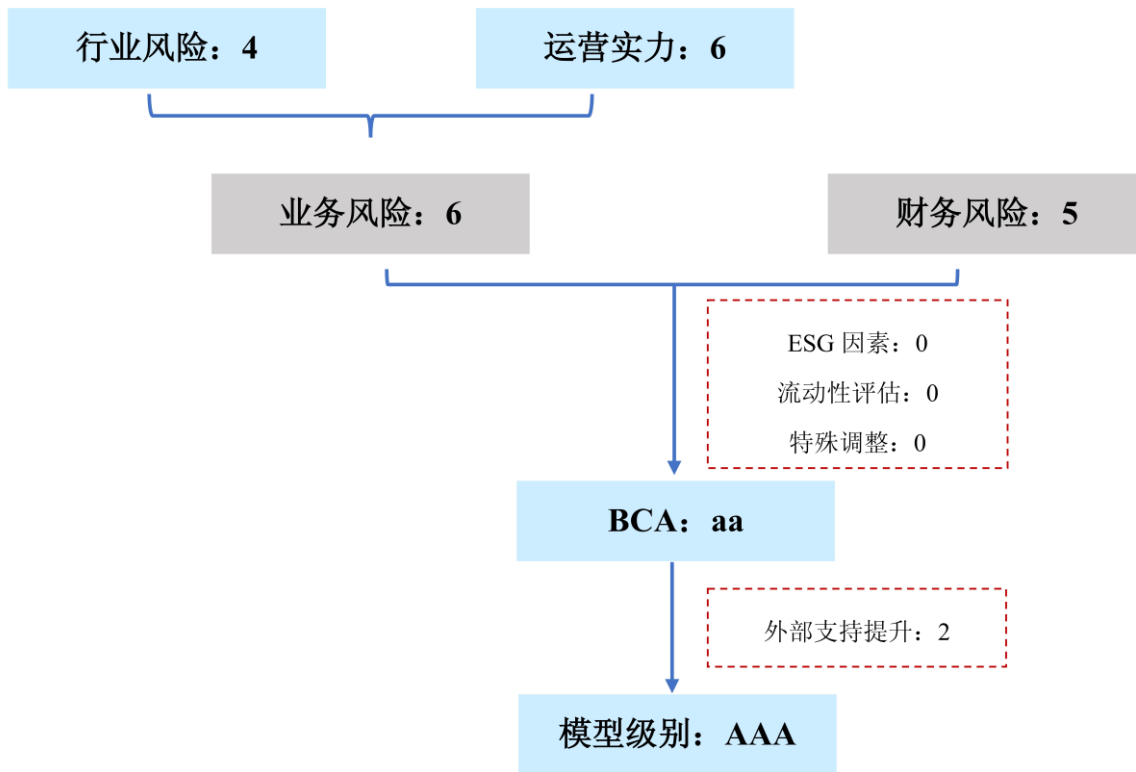 行业风险：4
运营实力：6
业务风险：6
财务风险：5
ESG 因素：0
流动性评估：0
特殊调整：0
BCA：aa
外部支持提升：2
模型级别：AAA